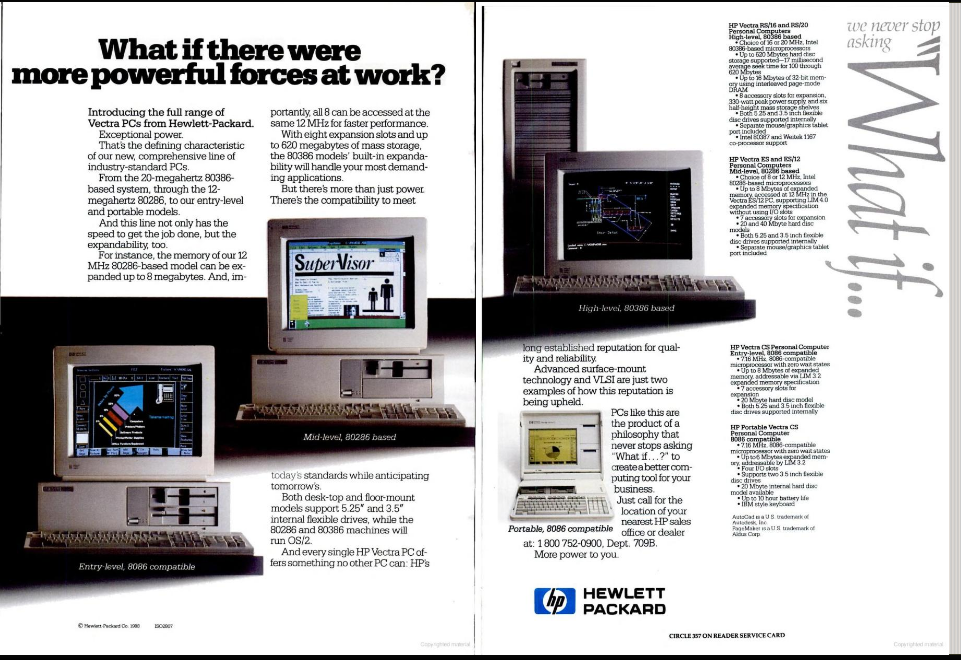 What if there were
more powerful forces at work?
Introducing the full range of
Vectra PCs from Hewlett-Packard.
Exceptional power.
That's the defining characteristic
of our new, comprehensive line of
industry-standard PCs.
From the 20-megahertz 80386-
based system, through the 12-
megahertz 80286, to our entry-level
and portable models.
And this line not only has the
speed to get the job done, but the
expandability, too.
For instance, the memory of our 12
MHz 80286-based model can be ex-
panded up to 8 megabytes. And, im-
portantly, all 8 can be accessed at the
same 12 MHz for faster performance.
With eight expansion slots and up
to 620 megabytes of mass storage,
the 80386 models' built-in expanda-
bility will handle your most demand-
ing applications.
But there's more than just power.
There's the compatibility to meet
SuperVisor
Mid-level, 80286 based
Entry-level, 8086 compatible
today's standards while anticipating
tomorrow's.
Both desk-top and floor-mount
models support 5.25" and 3.5"
internal flexible drives, while the
80286 and 80386 machines will
run OS/2.
And every single HP Vectra PC of-
fers something no other PC can: HP's
© Hewlett-Packard Co. 1988
Copyrighted material
High-level, 80386 based
long established reputation for qual-
ity and reliability.
Advanced surface-mount
technology and VLSI are just two
examples of how this reputation is
being upheld.
PCs like this are
the product of a
philosophy that
never stops asking
"What if...?" to
create a better com-
puting tool for your
business.
Just call for the
location of your
nearest HP sales
office or dealer
at: 1 800 752-0900, Dept. 709B.
More power to you.
Portable, 8086 compatible
hp HEWLETT
PACKARD
CIRCLE 357 ON READER SERVICE CARD
HP Vectra RS/16 and RS/20
Personal Computers
High-level, 80386 based
• Choice of 16 or 20 MHz, Intel
80386-based microprocessors
• Up to 620 Mbytes hard disc
storage supported—17 millisecond
average seek time for 100 through
620 Mbytes
• Up to 16 Mbytes of 32-bit mem-
ory using interleaved page-mode
DRAM
• 8 accessory slots for expansion,
330-watt peak power supply, and six
half-height mass storage shelves
• Both 5.25 and 3.5 inch flexible
disc drives supported internally
• Separate mouse/graphics tablet
port included
• Intel 80387 and Weitek 1167
co-processor support
HP Vectra ES and ES/12
Personal Computers
Mid-level, 80286 based
• Choice of 8 or 12 MHz, Intel
80286-based microprocessors
• Up to 8 Mbytes of expanded
memory, accessed at 12 MHz in the
Vectra ES/12 PC, supporting LIM 4.0
expanded memory specification
without using I/O slots
• 7 accessory slots for expansion
• 20 and 40 Mbyte hard disc
models
• Both 5.25 and 3.5 inch flexible
disc drives supported internally
• Separate mouse/graphics tablet
port included
HP Vectra CS Personal Computer
Entry-level, 8086 compatible
• 7.16 MHz, 8086-compatible
microprocessor with zero wait states
• Up to 8 Mbytes of expanded
memory, addressable via LIM 3.2
expanded memory specification
• 7 accessory slots for
expansion
• 20 Mbyte hard disc model
• Both 5.25 and 3.5 inch flexible
disc drives supported internally
HP Portable Vectra CS
Personal Computer
8086 compatible
• 7.16 MHz, 8086-compatible
microprocessor with zero wait states
• Up to 6 Mbytes expanded mem-
ory, addressable by LIM 3.2
• Four I/O slots
• Supports two 3.5 inch flexible
disc drives
• 20 Mbyte internal hard disc
model available
• Up to 10 hour battery life
• IBM style keyboard
AutoCad is a U.S. trademark of
Autodesk, Inc.
PageMaker is a U.S. trademark of
Aldus Corp.
we never stop
asking
"What if...
Copyrighted material